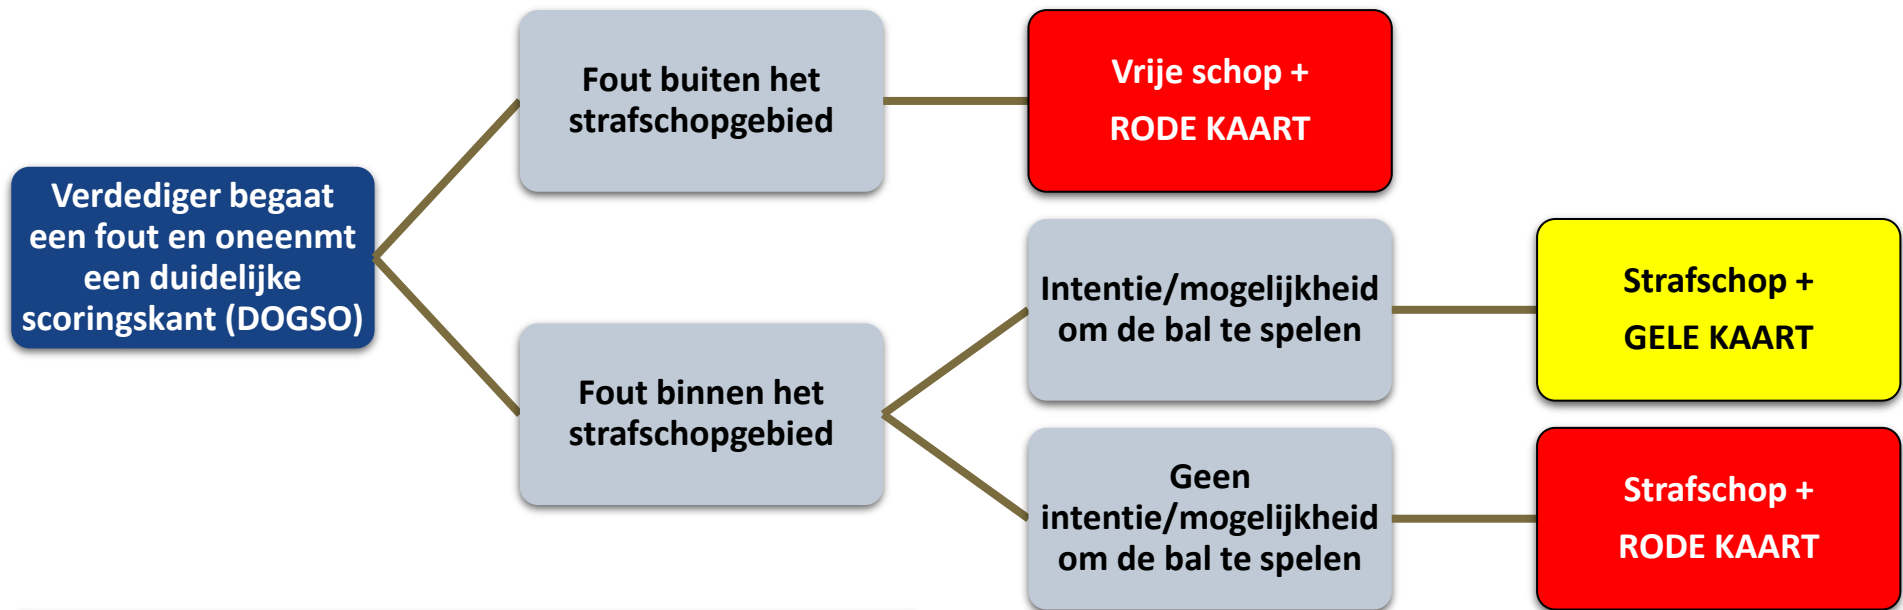 Verdediger begaat
een fout en oneenmt
een duidelijke
scoringskant (DOGSO)
Fout buiten het
strafschopgebied
Vrije schop +
RODE KAART
Fout binnen het
strafschopgebied
Intentie/mogelijkheid
om de bal te spelen
Strafschop +
GELE KAART
Geen
intentie/mogelijkheid
om de bal te spelen
Strafschop +
RODE KAART